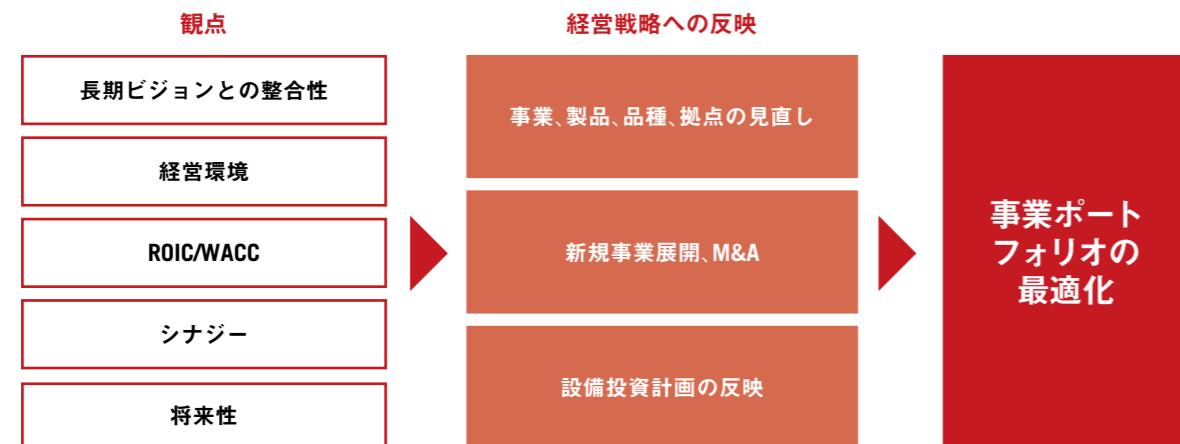 観点
長期ビジョンとの整合性
経営環境
ROIC/WACC
シナジー
将来性
経営戦略への反映
事業、製品、品種、拠点の見直し
新規事業展開、M&A
設備投資計画の反映
事業ポート
フォリオの
最適化